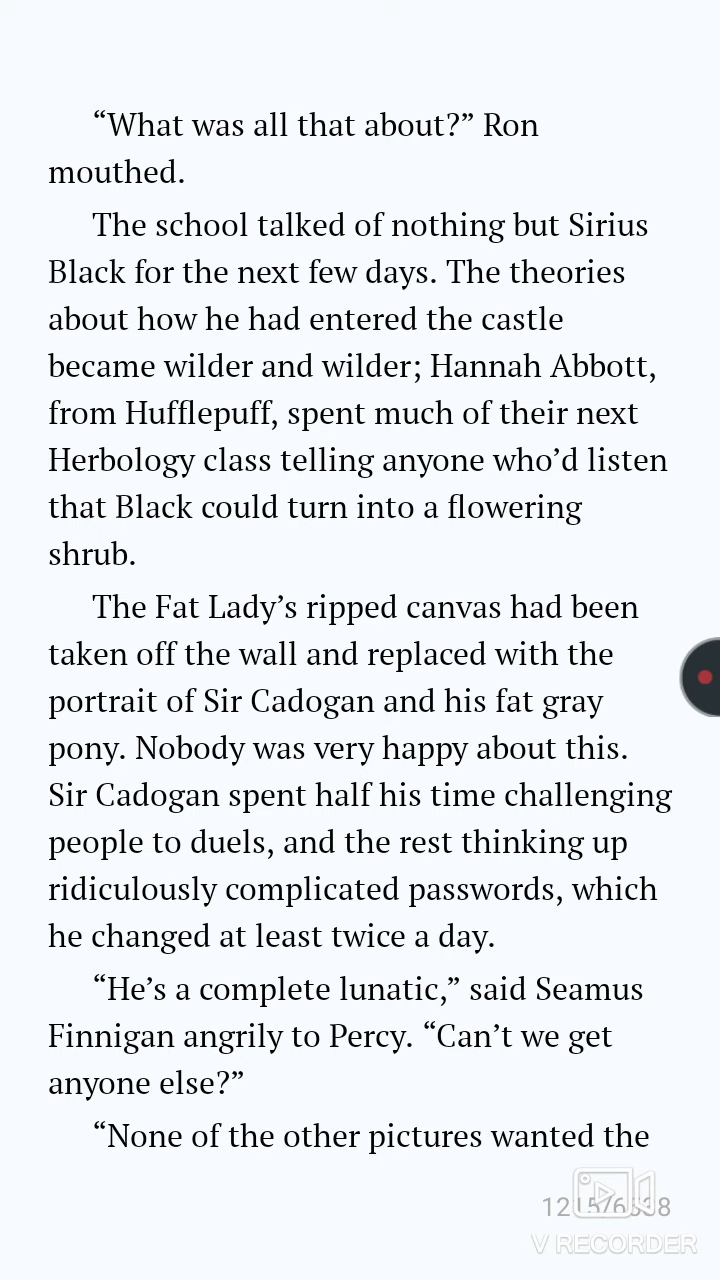 “What was all that about?” Ron
mouthed.
The school talked of nothing but Sirius
Black for the next few days. The theories
about how he had entered the castle
became wilder and wilder; Hannah Abbott,
from Hufflepuff, spent much of their next
Herbology class telling anyone who’d listen
that Black could turn into a flowering
shrub.
The Fat Lady’s ripped canvas had been
taken off the wall and replaced with the
portrait of Sir Cadogan and his fat gray
pony. Nobody was very happy about this.
Sir Cadogan spent half his time challenging
people to duels, and the rest thinking up
ridiculously complicated passwords, which
he changed at least twice a day.
“He’s a complete lunatic,” said Seamus
Finnigan angrily to Percy. “Can’t we get
anyone else?”
“None of the other pictures wanted the
V RECORDER